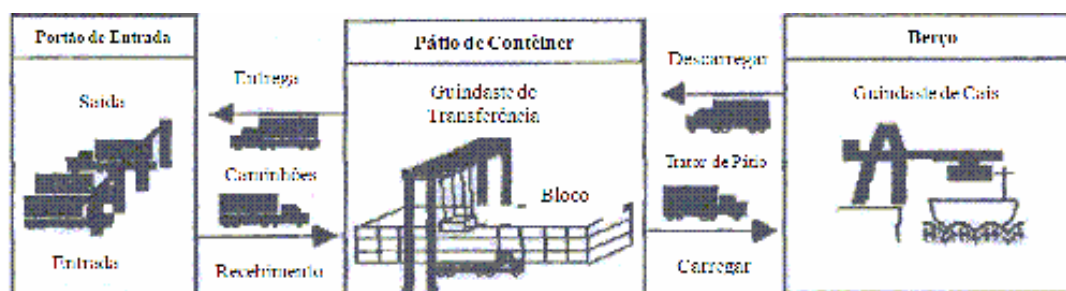 Portão de Entrada
Saída
Entrada
Entrega
Caminhões
Recebimento
Pátio de Contêiner
Guindaste de
Transferência
Bloco
Descarregar
Trator de Pátio
Carregar
Berço
Guindaste de Cais